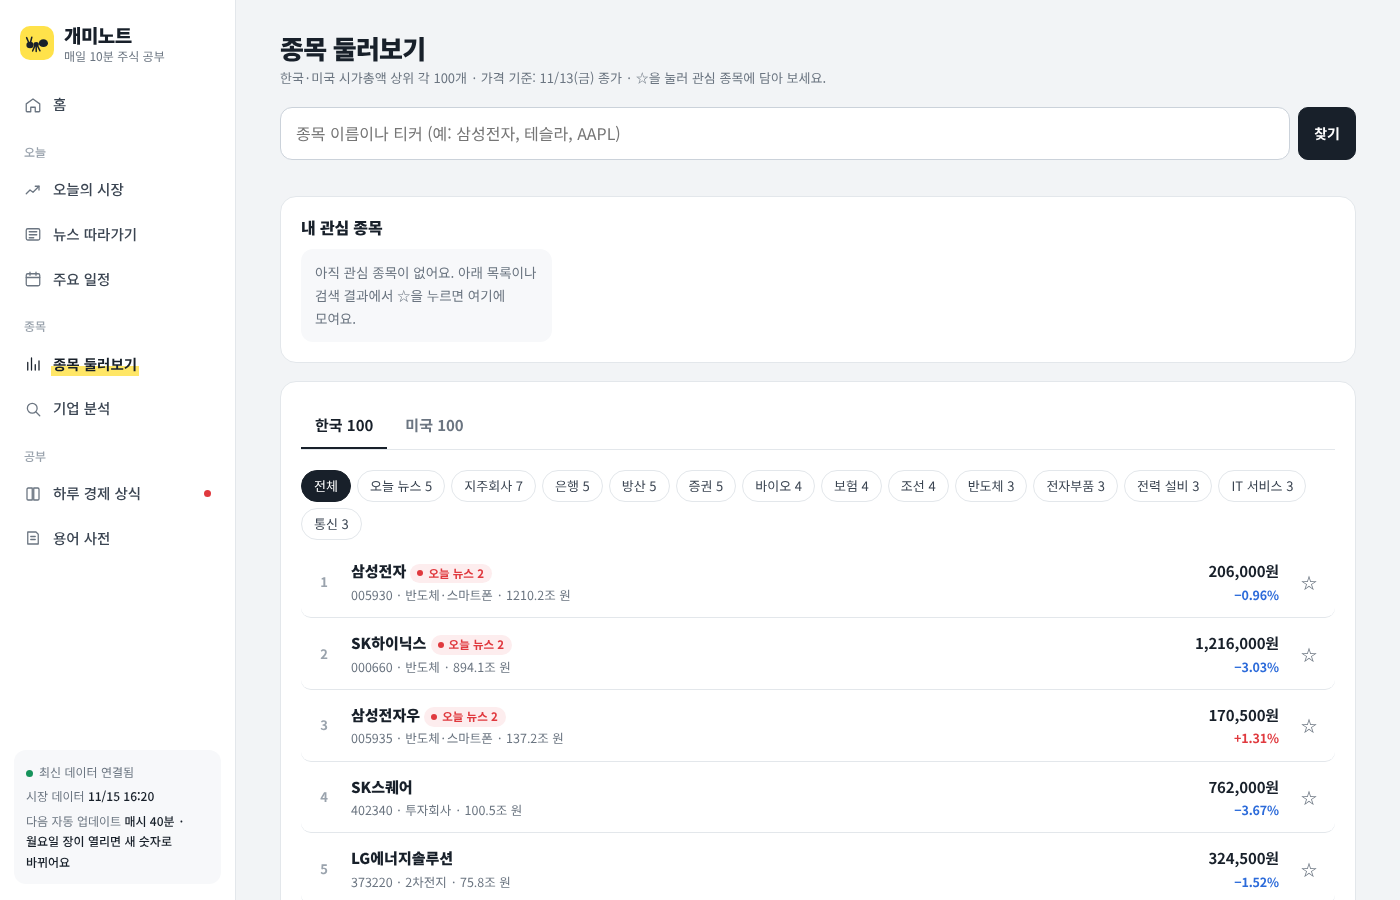 개미노트
매일 10분 주식 공부
홈
오늘
오늘의 시장
뉴스 따라가기
주요 일정
종목
종목 둘러보기
기업 분석
공부
하루 경제 상식
용어 사전
최신 데이터 연결됨
시장 데이터 11/15 16:20
다음 자동 업데이트 매시 40분 ·
월요일 장이 열리면 새 숫자로
바뀌어요
종목 둘러보기
한국·미국 시가총액 상위 각 100개 · 가격 기준: 11/13(금) 종가 · ☆을 눌러 관심 종목에 담아 보세요.
종목 이름이나 티커 (예: 삼성전자, 테슬라, AAPL)
찾기
내 관심 종목
아직 관심 종목이 없어요. 아래 목록이나
검색 결과에서 ☆을 누르면 여기에
모여요.
한국 100 미국 100
전체 오늘 뉴스 5 지주회사 7 은행 5 방산 5 증권 5 바이오 4 보험 4 조선 4 반도체 3 전자부품 3 전력 설비 3 IT 서비스 3
통신 3
1 삼성전자 오늘 뉴스 2 206,000원 ☆
005930 · 반도체·스마트폰 · 1210.2조 원 −0.96%
2 SK하이닉스 오늘 뉴스 2 1,216,000원 ☆
000660 · 반도체 · 894.1조 원 −3.03%
3 삼성전자우 오늘 뉴스 2 170,500원 ☆
005935 · 반도체·스마트폰 · 137.2조 원 +1.31%
4 SK스퀘어 762,000원 ☆
402340 · 투자회사 · 100.5조 원 −3.67%
5 LG에너지솔루션 324,500원 ☆
373220 · 2차전지 · 75.8조 원 −1.52%